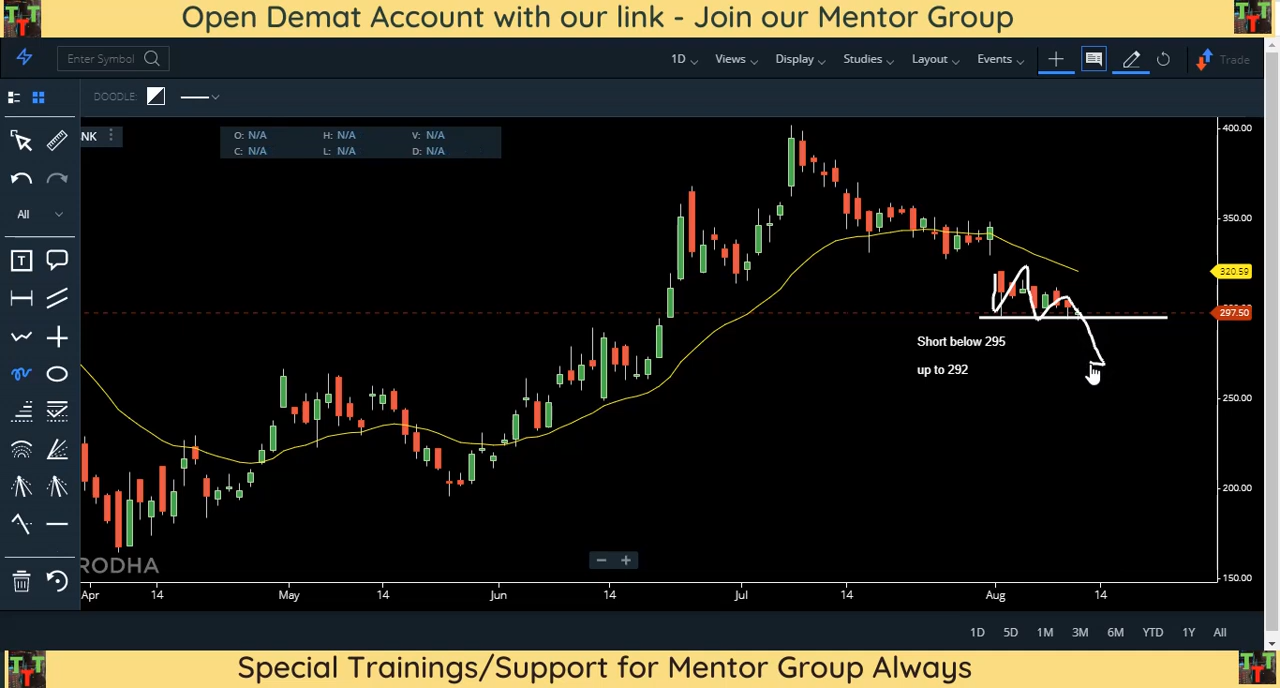 Open Demat Account with our link - Join our Mentor Group
Enter Symbol
1D Views Display Studies Layout Events Trade
DOODLE:
NK
O: N/A H: N/A V: N/A
C: N/A L: N/A D: N/A
All
T
400.00
350.00
320.59
297.50
250.00
200.00
150.00
Short below 295
up to 292
RODHA
Apr 14 May 14 Jun 14 Jul 14 Aug 14
1D 5D 1M 3M 6M YTD 1Y All
Special Trainings/Support for Mentor Group Always